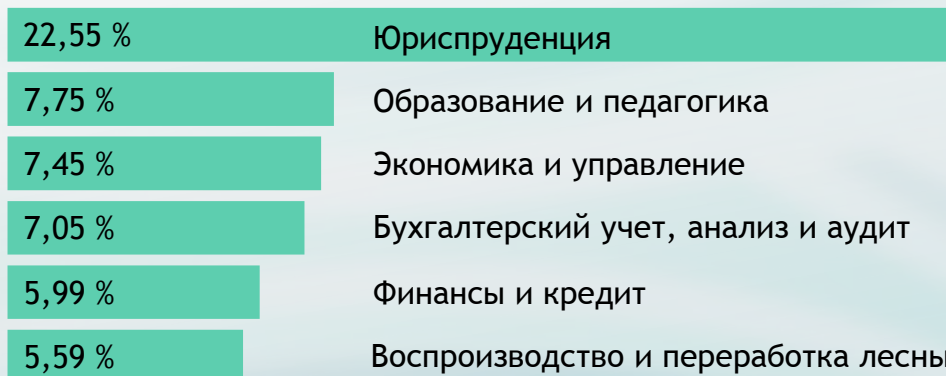 22,55 % Юриспруденция
7,75 % Образование и педагогика
7,45 % Экономика и управление
7,05 % Бухгалтерский учет, анализ и аудит
5,99 % Финансы и кредит
5,59 % Воспроизводство и переработка